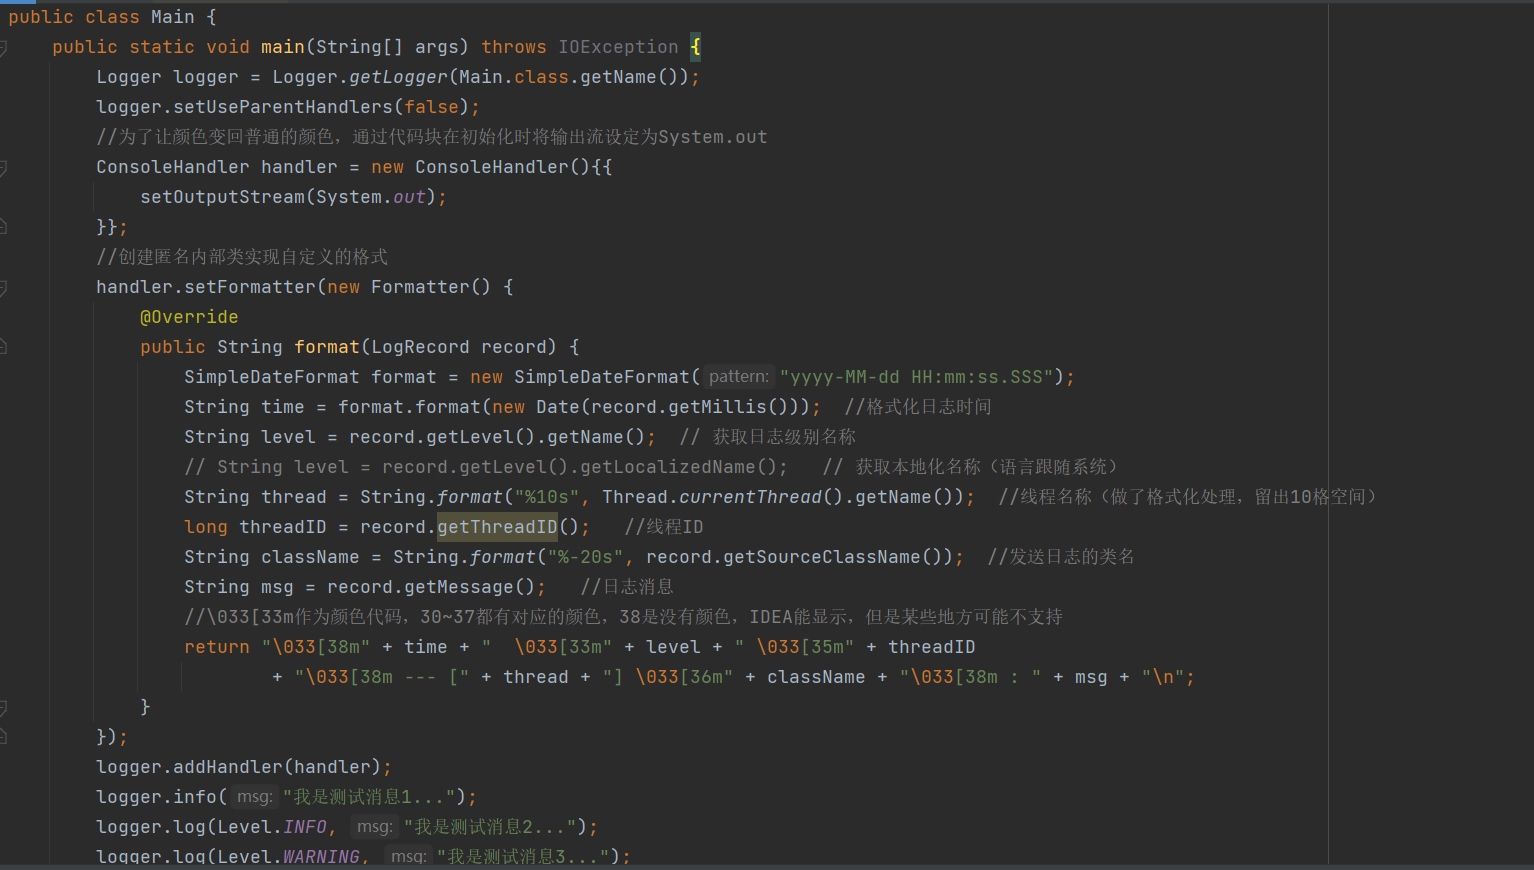 public class Main {
public static void main(String[] args) throws IOException {
Logger logger = Logger.getLogger(Main.class.getName());
logger.setUseParentHandlers(false);
//为了让颜色变回普通的颜色，通过代码块在初始化时将输出流设定为System.out
ConsoleHandler handler = new ConsoleHandler(){{
setOutputStream(System.out);
}};
//创建匿名内部类实现自定义的格式
handler.setFormatter(new Formatter() {
@Override
public String format(LogRecord record) {
SimpleDateFormat format = new SimpleDateFormat( pattern: "yyyy-MM-dd HH:mm:ss.SSS");
String time = format.format(new Date(record.getMillis()));  //格式化日志时间
String level = record.getLevel().getName();  // 获取日志级别名称
// String level = record.getLevel().getLocalizedName();   // 获取本地化名称（语言跟随系统）
String thread = String.format("%10s", Thread.currentThread().getName());  //线程名称（做了格式化处理，留出10格空间）
long threadID = record.getThreadID();   //线程ID
String className = String.format("%-20s", record.getSourceClassName());  //发送日志的类名
String msg = record.getMessage();   //日志消息
//\033[33m作为颜色代码，30~37都有对应的颜色，38是没有颜色，IDEA能显示，但是某些地方可能不支持
return "\033[38m" + time + "  \033[33m" + level + " \033[35m" + threadID
+ "\033[38m --- [" + thread + "] \033[36m" + className + "\033[38m : " + msg + "\n";
}
});
logger.addHandler(handler);
logger.info( msg: "我是测试消息1...");
logger.log(Level.INFO, msg: "我是测试消息2...");
logger.log(Level.WARNING, msg: "我是测试消息3...");